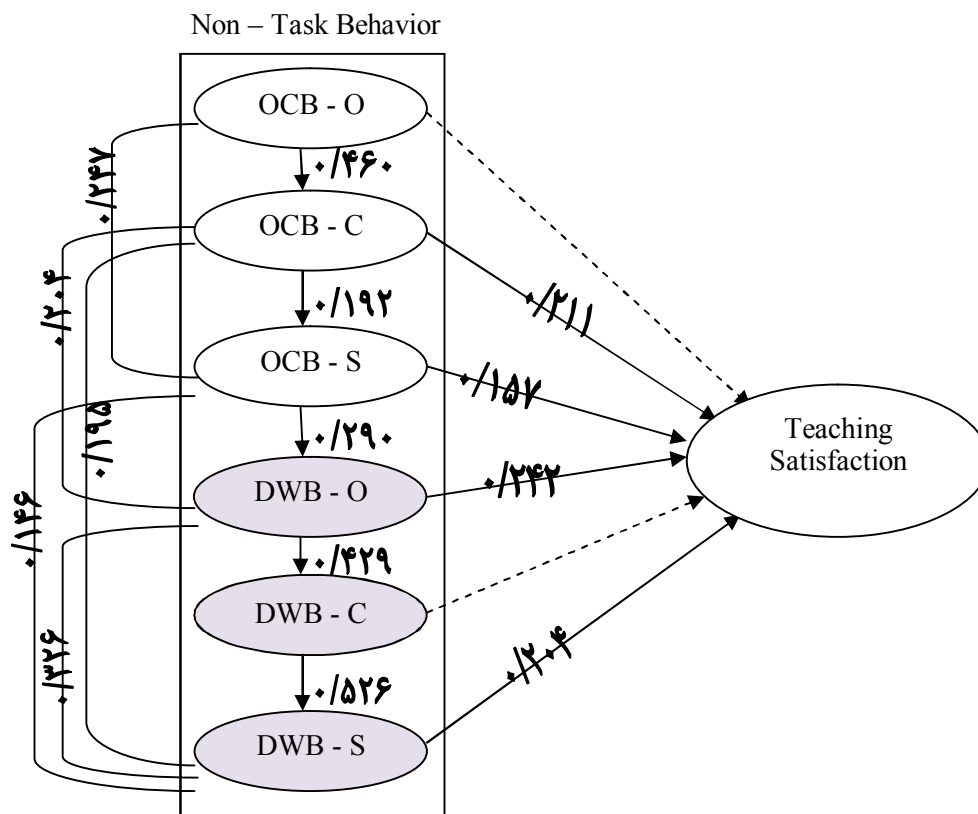 Non – Task Behavior
OCB - O
۰/۴۶۰
۰/۲۴۷
OCB - C
۰/۱۹۲
۰/۲۱۱
۰/۲۰۴
OCB - S
۰/۱۵۷
۰/۱۹۵
۰/۲۹۰
Teaching
Satisfaction
DWB - O
۰/۲۴۲
۰/۱۴۶
۰/۴۲۹
DWB - C
۰/۳۲۶
۰/۵۲۶
۰/۲۰۴
DWB - S